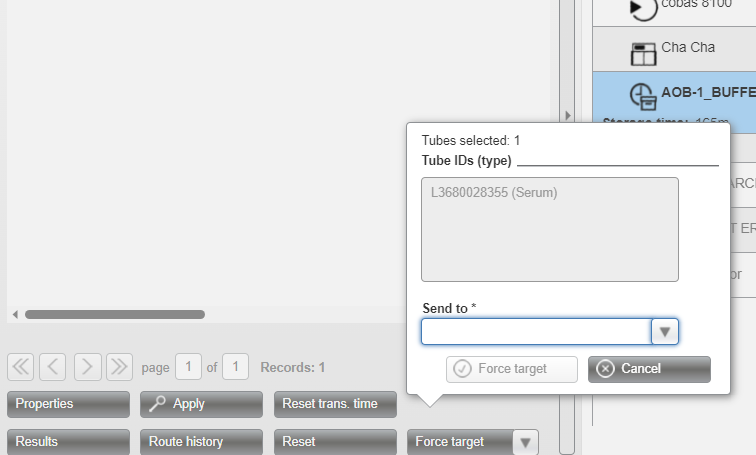 cobas 8100
Cha Cha
AOB-1_BUFFE
Storage time: 165m
Tubes selected: 1
Tube IDs (type)
L3680028355 (Serum)
ARC
T ER
or
Send to *
Force target
Cancel
page 1 of 1 Records: 1
Properties
Apply
Reset trans. time
Results
Route history
Reset
Force target